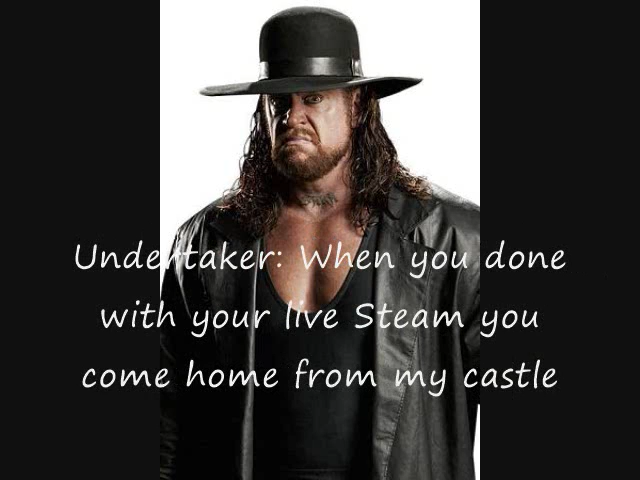 Undertaker: When you done
with your live Steam you
come home from my castle